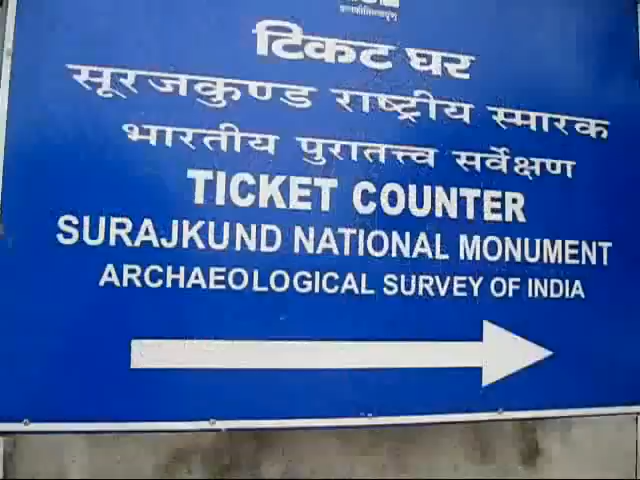 टिकट घर
सूरजकुण्ड राष्ट्रीय स्मारक
भारतीय पुरातत्त्व सर्वेक्षण
TICKET COUNTER
SURAJKUND NATIONAL MONUMENT
ARCHAEOLOGICAL SURVEY OF INDIA